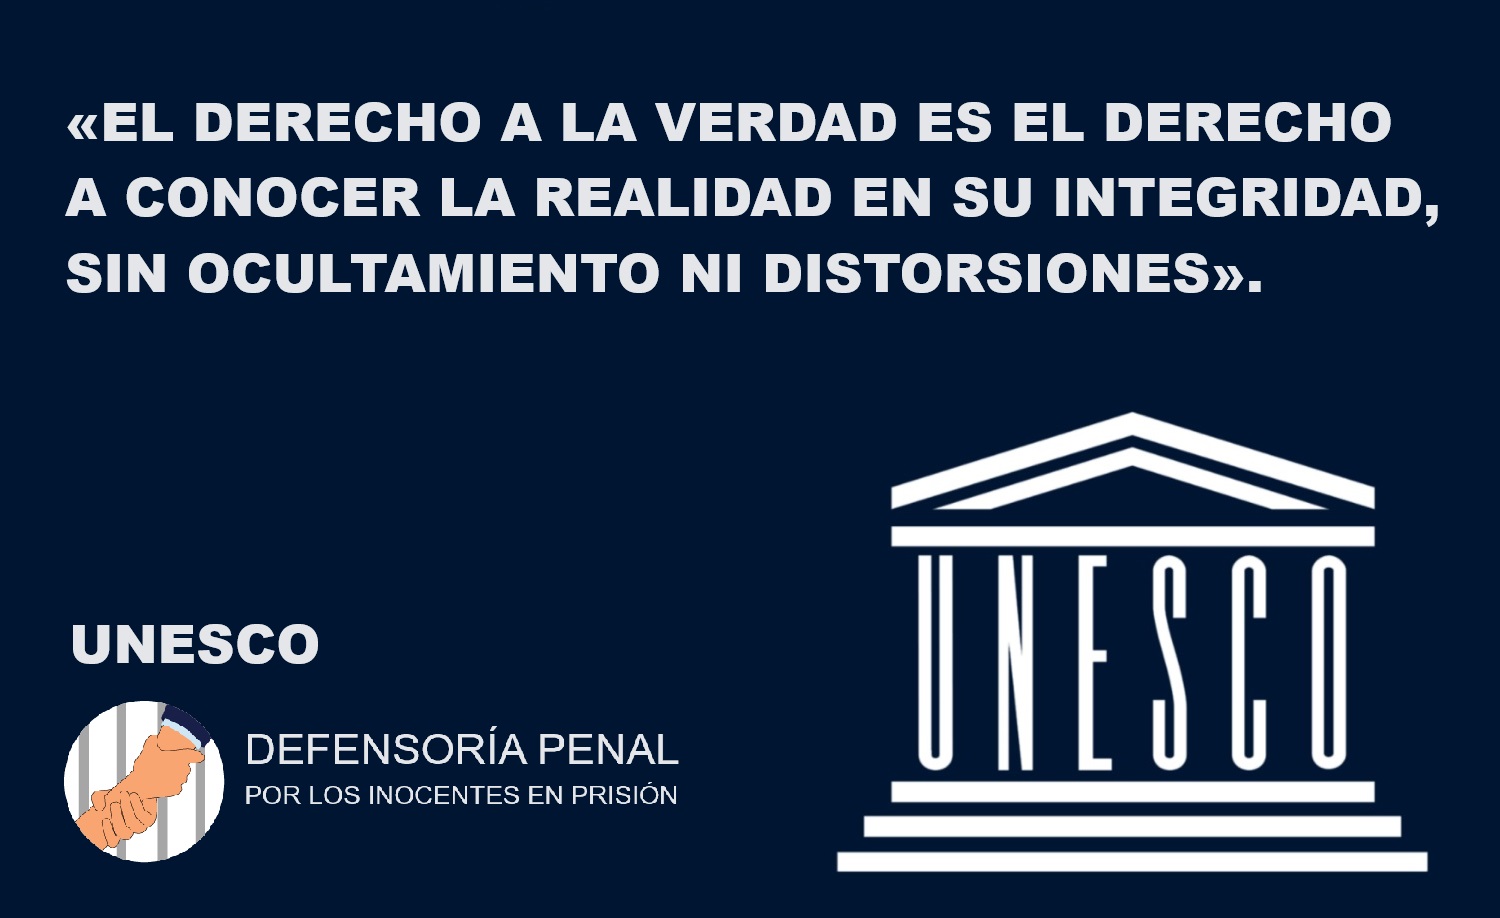 «EL DERECHO A LA VERDAD ES EL DERECHO
A CONOCER LA REALIDAD EN SU INTEGRIDAD,
SIN OCULTAMIENTO NI DISTORSIONES».
UNESCO
UNESCO
DEFENSORÍA PENAL
POR LOS INOCENTES EN PRISIÓN